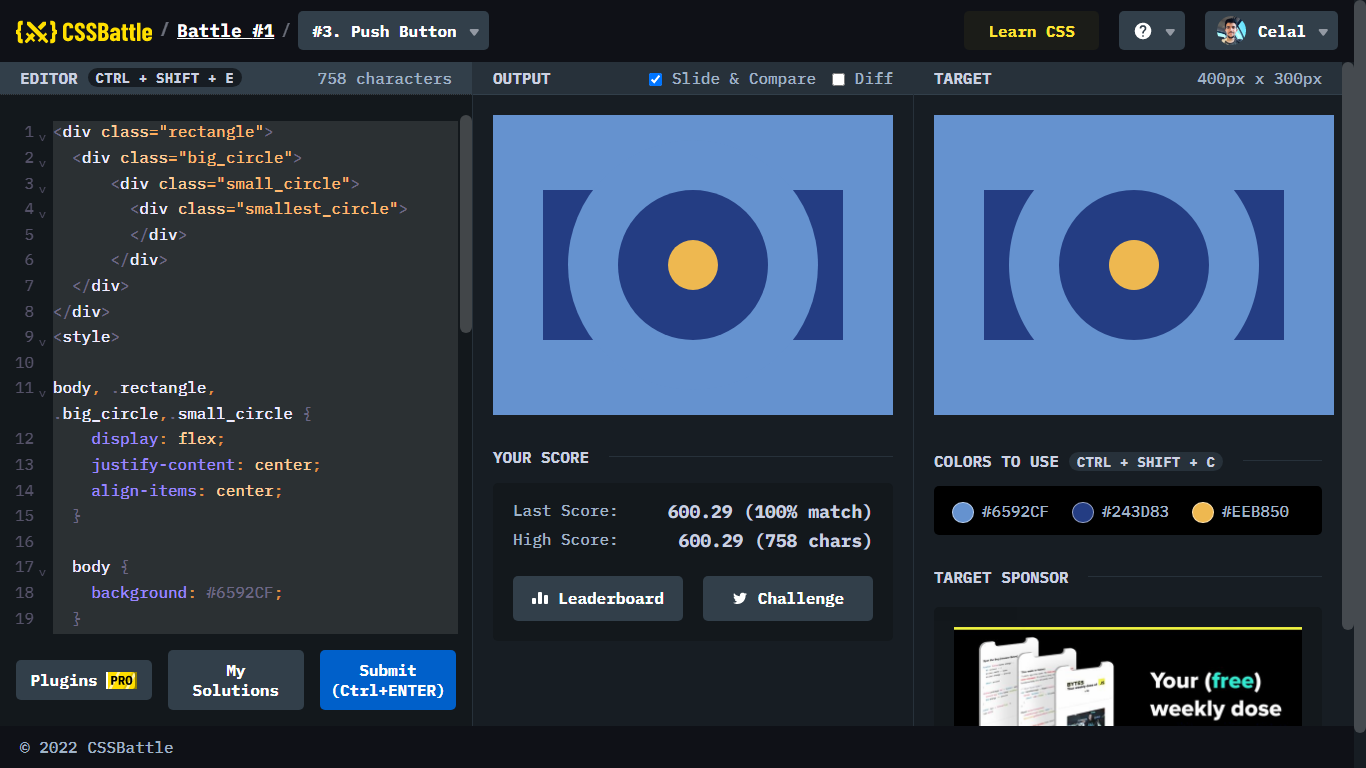 {X} CSSBattle / Battle #1 / #3. Push Button
Learn CSS
Celal
EDITOR CTRL + SHIFT + E 758 characters
OUTPUT Slide & Compare Diff
TARGET 400px x 300px
1 <div class="rectangle">
2 <div class="big_circle">
3 <div class="small_circle">
4 <div class="smallest_circle">
5 </div>
6 </div>
7 </div>
8 </div>
9 <style>
10
11 body, .rectangle,
.big_circle,.small_circle {
12 display: flex;
13 justify-content: center;
14 align-items: center;
15 }
16
17 body {
18 background: #6592CF;
19 }
Plugins PRO
My Solutions
Submit
(Ctrl+ENTER)
YOUR SCORE
Last Score: 600.29 (100% match)
High Score: 600.29 (758 chars)
Leaderboard
Challenge
COLORS TO USE CTRL + SHIFT + C
#6592CF #243D83 #EEB850
TARGET SPONSOR
BYTES
Your (free)
weekly dose
© 2022 CSSBattle